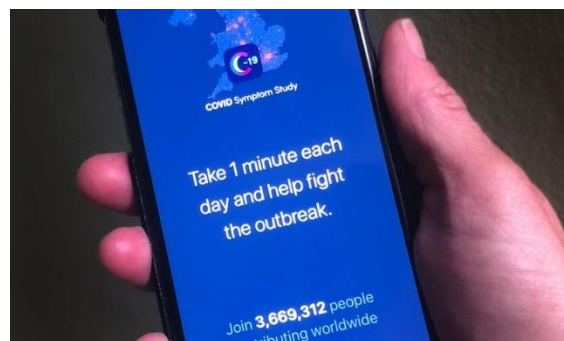 C-19
COVID Symptom Study
Take 1 minute each
day and help fight
the outbreak.
Join 3,669,312 people
worldwide